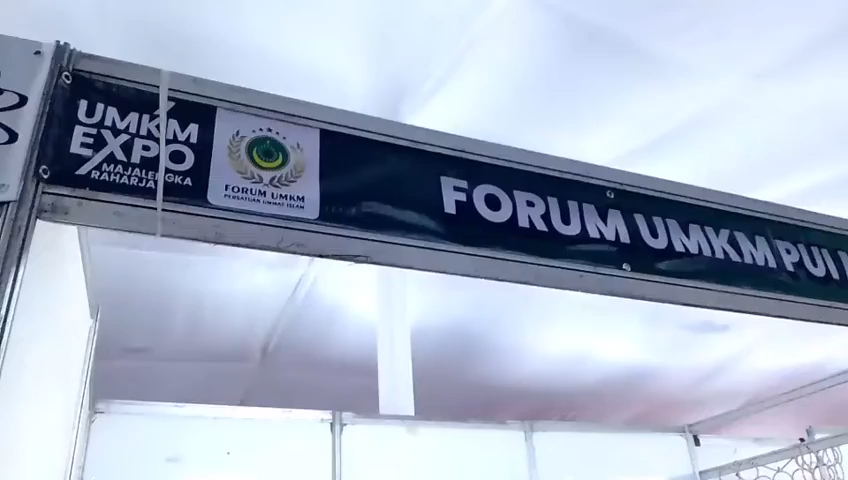 UMKM
EXPO
MAJALENGKA
RAHARJA
FORUM UMKM
PERSATUAN UMMAT ISLAM
FORUM UMKM PUI